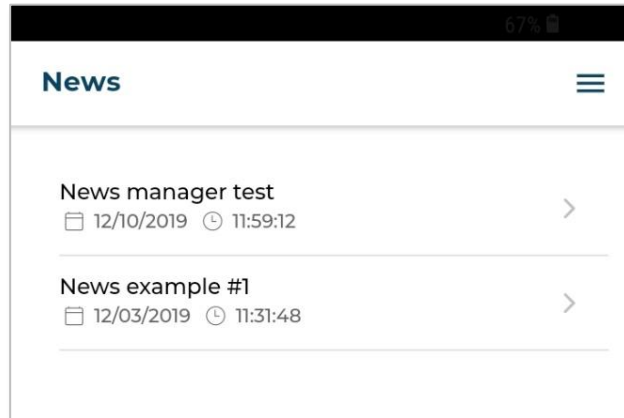 67%
News
News manager test
12/10/2019 11:59:12
News example #1
12/03/2019 11:31:48